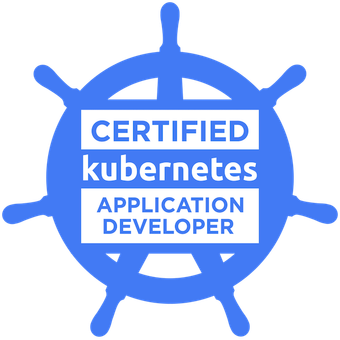 CERTIFIED
kubernetes
APPLICATION
DEVELOPER